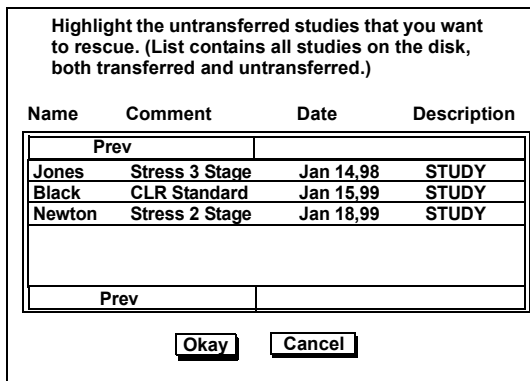 Highlight the untransferred studies that you want
to rescue. (List contains all studies on the disk,
both transferred and untransferred.)
Name Comment Date Description
Prev
Jones Stress 3 Stage Jan 14,98 STUDY
Black CLR Standard Jan 15,99 STUDY
Newton Stress 2 Stage Jan 18,99 STUDY
Prev
Okay Cancel